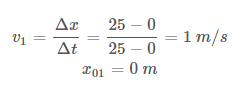 v₁ = Δx / Δt = 25 − 0 / 25 − 0 = 1 m/s
x₀₁ = 0 m